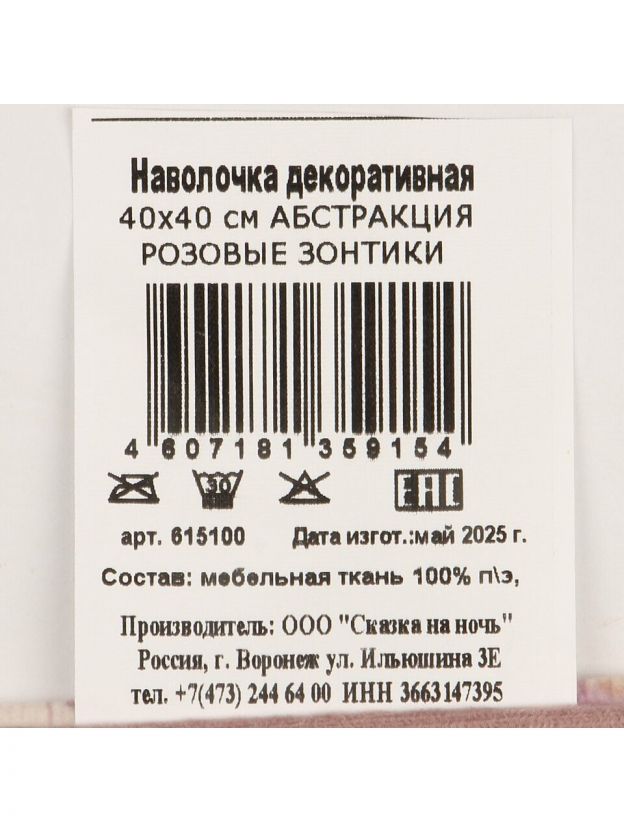 Наволочка декоративная
40х40 см АБСТРАКЦИЯ
РОЗОВЫЕ ЗОНТИКИ
4 607181 359154
30 ЕАС
арт. 615100 Дата изгот.:май 2025 г.
Состав: мебельная ткань 100% п\э,
Производитель: ООО "Сказка на ночь"
Россия, г. Воронеж ул. Ильюшина 3Е
тел. +7(473) 244 64 00 ИНН 3663147395